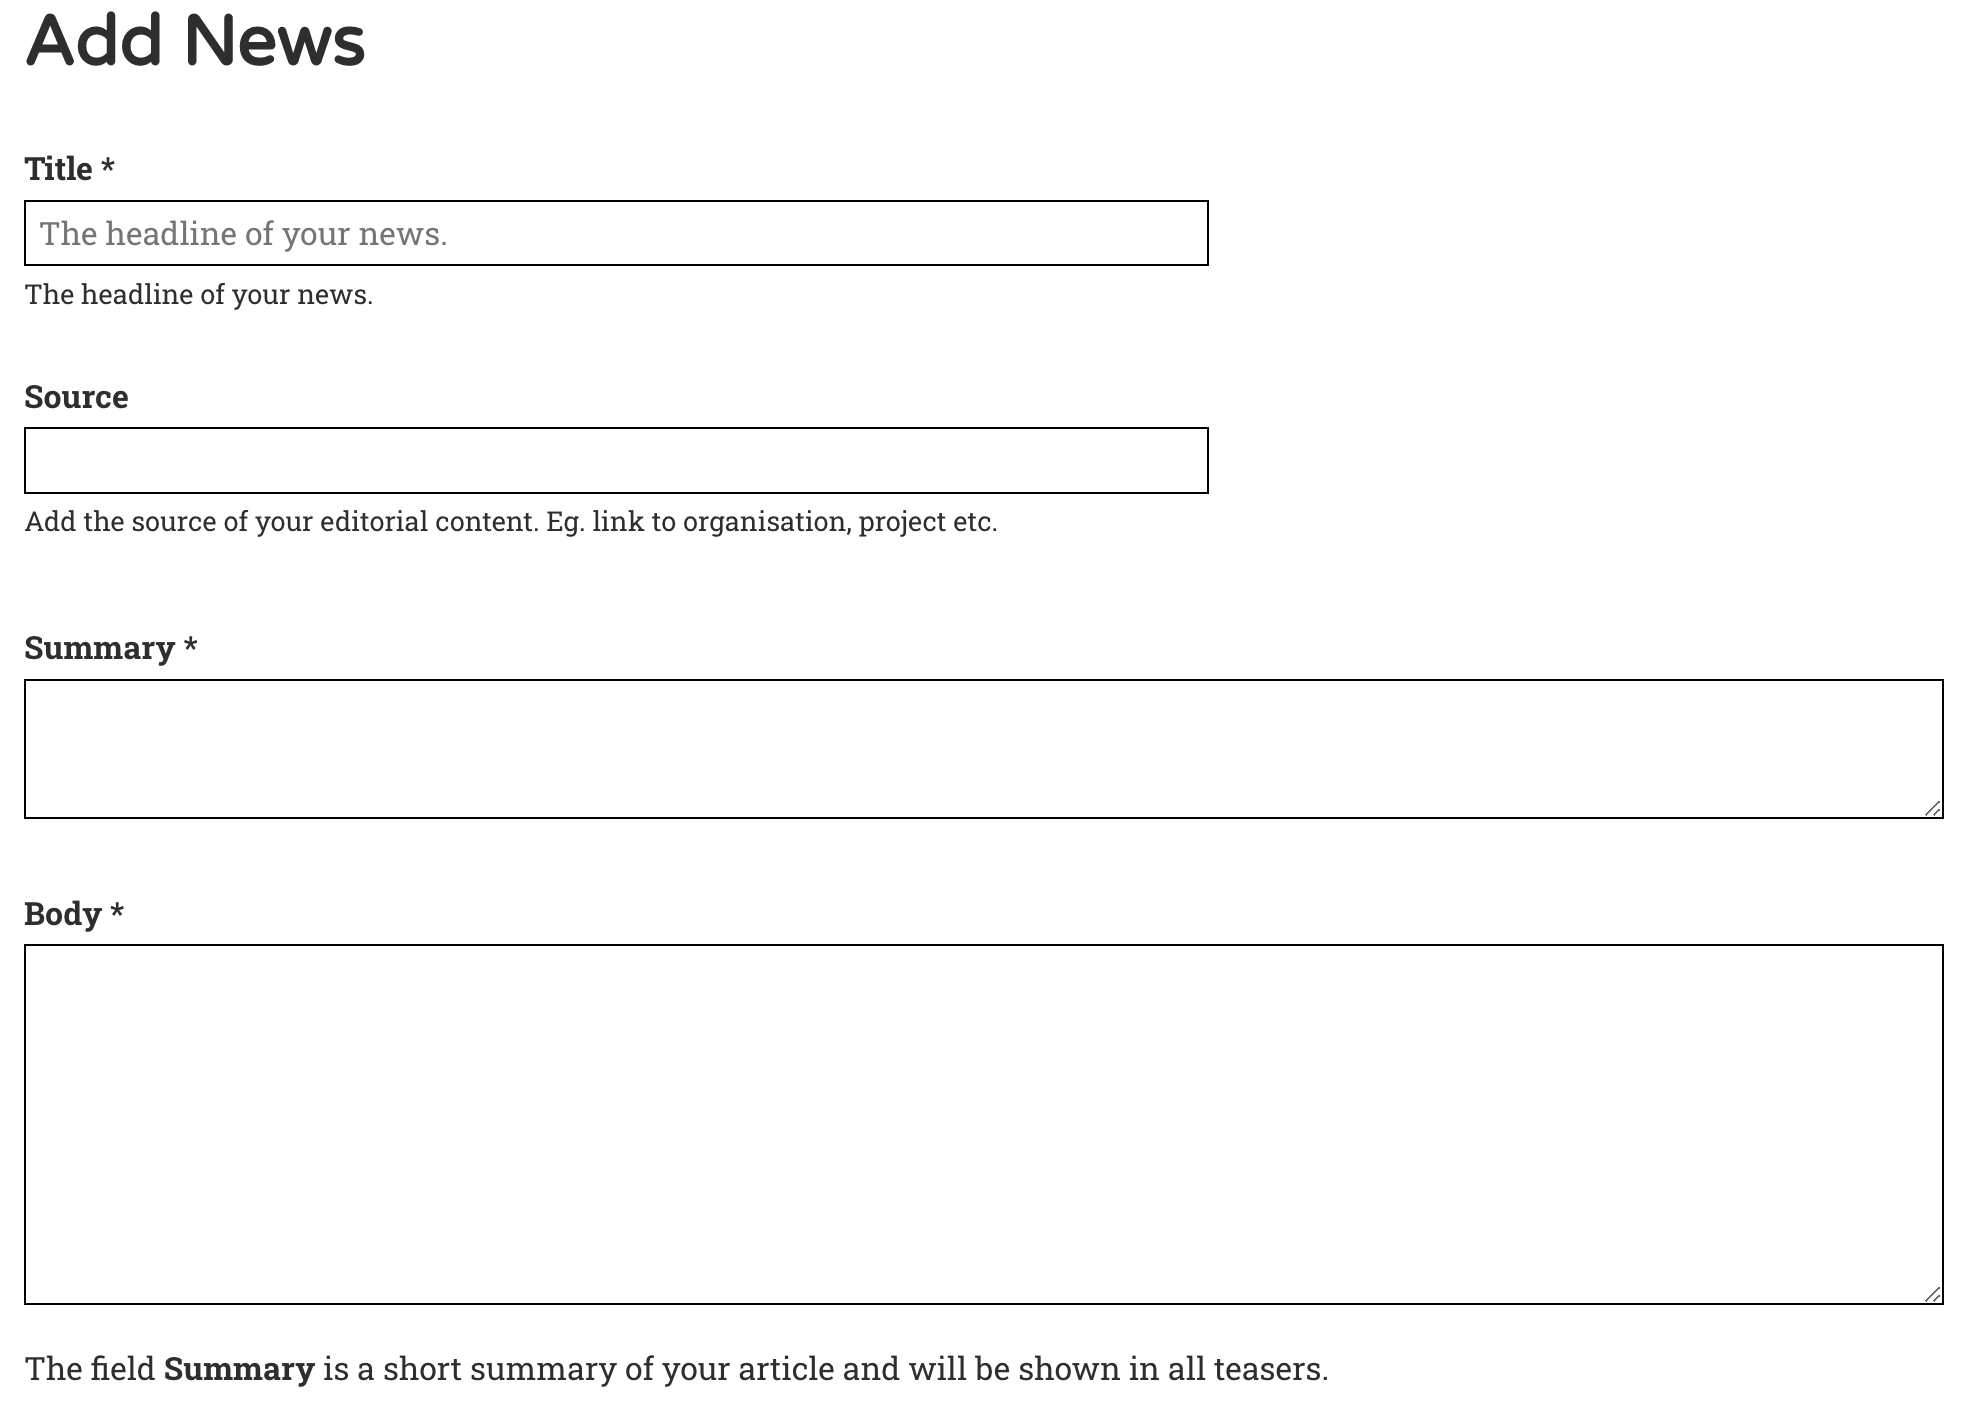 Add News
Title *
The headline of your news.
The headline of your news.
Source
Add the source of your editorial content. Eg. link to organisation, project etc.
Summary *
Body *
The field Summary is a short summary of your article and will be shown in all teasers.